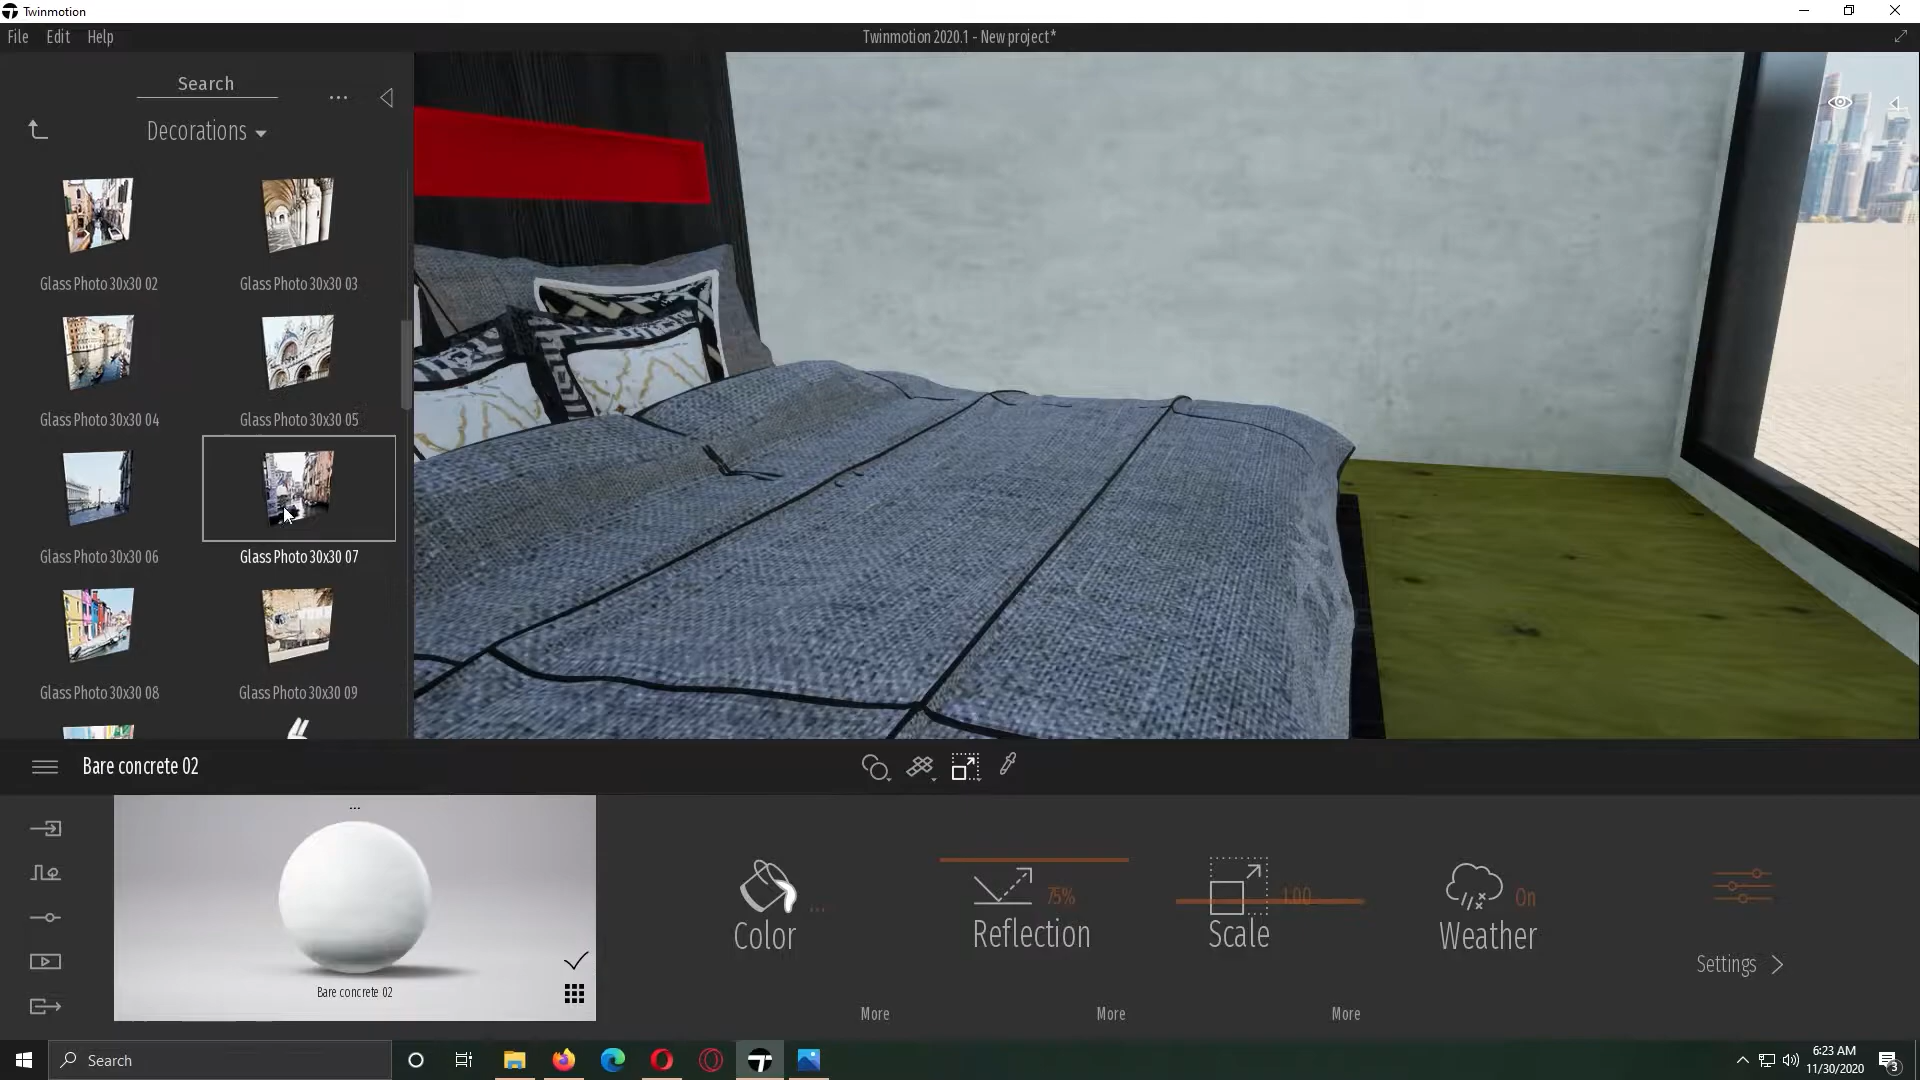 Twinmotion
File Edit Help
Twinmotion 2020.1 - New project*
Search
...
Decorations
Glass Photo 30x30 02
Glass Photo 30x30 03
Glass Photo 30x30 04
Glass Photo 30x30 05
Glass Photo 30x30 06
Glass Photo 30x30 07
Glass Photo 30x30 08
Glass Photo 30x30 09
Bare concrete 02
...
Bare concrete 02
Color ...
More
75%
Reflection
More
1.00
Scale
More
On
Weather
Settings
Search
6:23 AM
11/30/2020
3